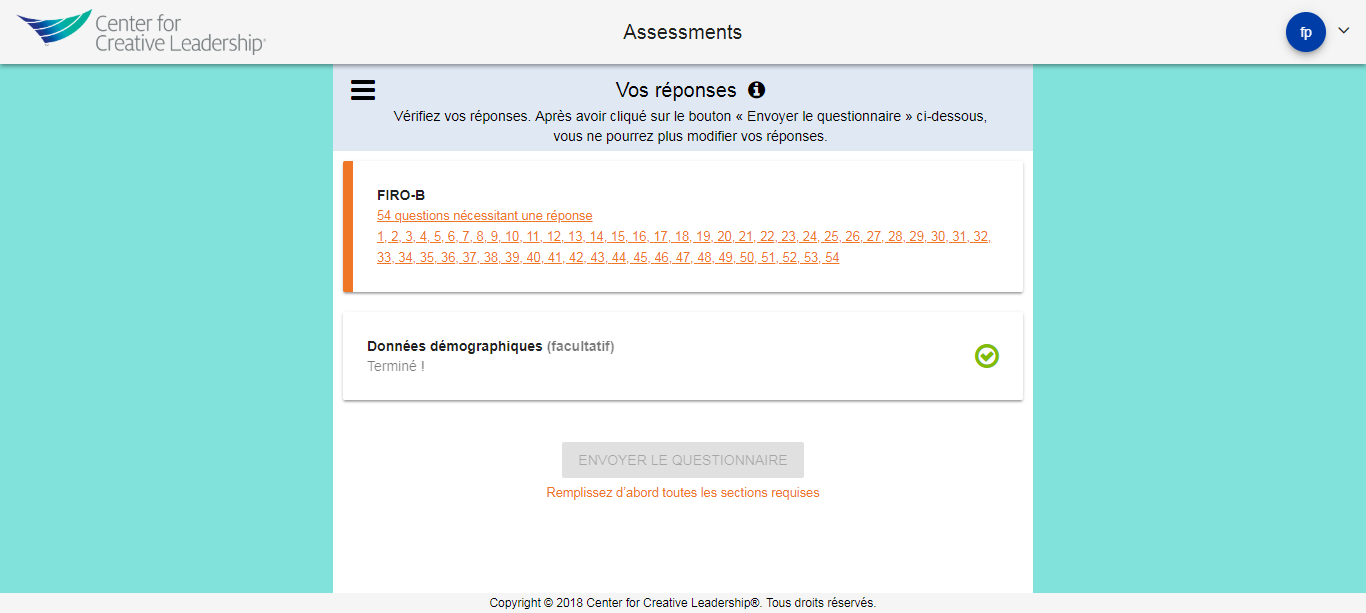 Center for
Creative Leadership®
Assessments
fp
Vos réponses
Vérifiez vos réponses. Après avoir cliqué sur le bouton « Envoyer le questionnaire » ci-dessous,
vous ne pourrez plus modifier vos réponses.
FIRO-B
54 questions nécessitant une réponse
1, 2, 3, 4, 5, 6, 7, 8, 9, 10, 11, 12, 13, 14, 15, 16, 17, 18, 19, 20, 21, 22, 23, 24, 25, 26, 27, 28, 29, 30, 31, 32,
33, 34, 35, 36, 37, 38, 39, 40, 41, 42, 43, 44, 45, 46, 47, 48, 49, 50, 51, 52, 53, 54
Données démographiques (facultatif)
Terminé !
ENVOYER LE QUESTIONNAIRE
Remplissez d’abord toutes les sections requises
Copyright © 2018 Center for Creative Leadership®. Tous droits réservés.